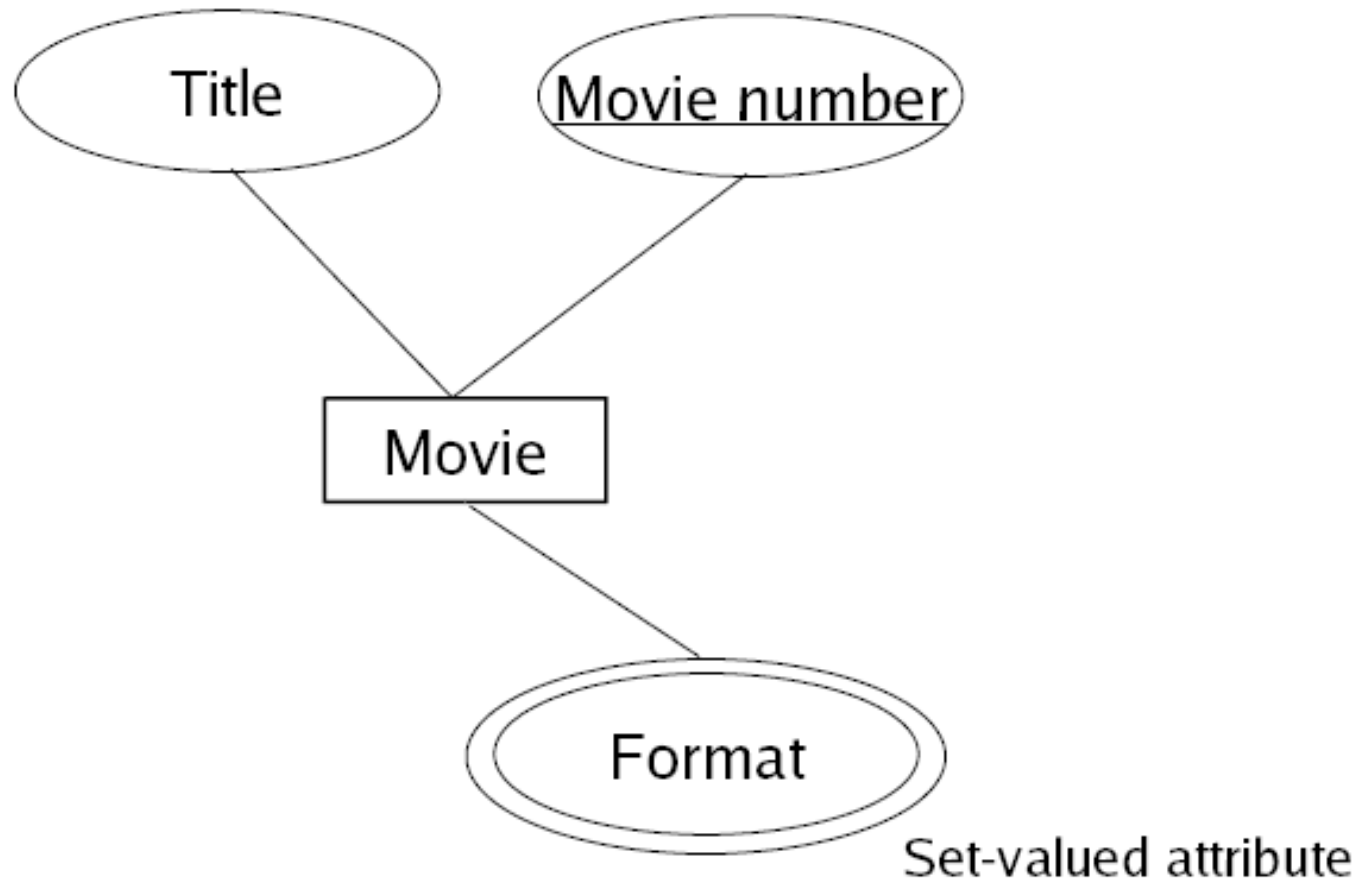 Title
Movie number
Movie
Format
Set-valued attribute